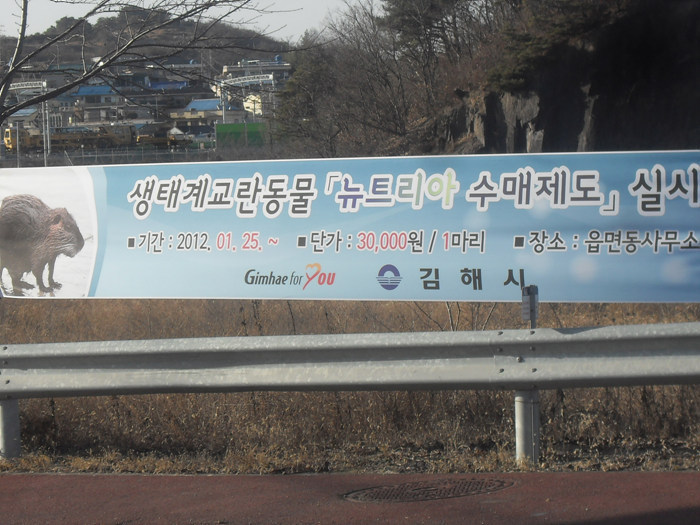 생태계교란동물「뉴트리아 수매제도」실시
■기간 : 2012. 01. 25. ~ ■단가 : 30,000원 / 1마리 ■장소 : 읍면동사무소
Gimhae for You 김해시